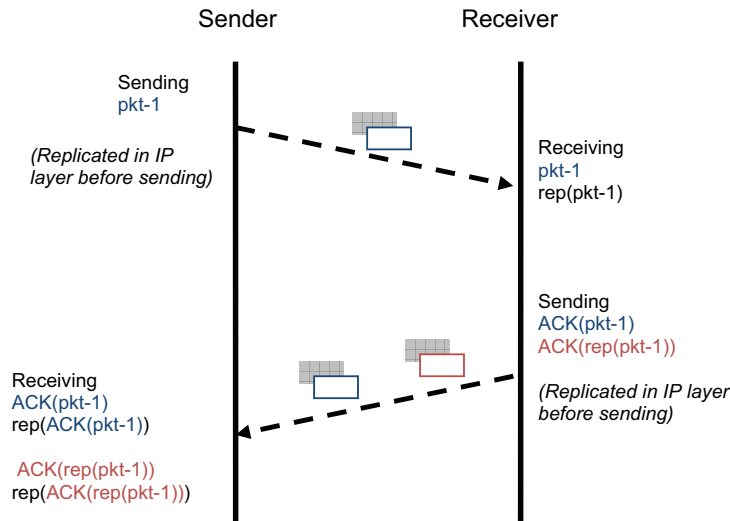 Sender
Receiver
Sending
pkt-1
(Replicated in IP
layer before sending)
Receiving
pkt-1
rep(pkt-1)
Sending
ACK(pkt-1)
ACK(rep(pkt-1))
(Replicated in IP layer
before sending)
Receiving
ACK(pkt-1)
rep(ACK(pkt-1))
ACK(rep(pkt-1))
rep(ACK(rep(pkt-1)))